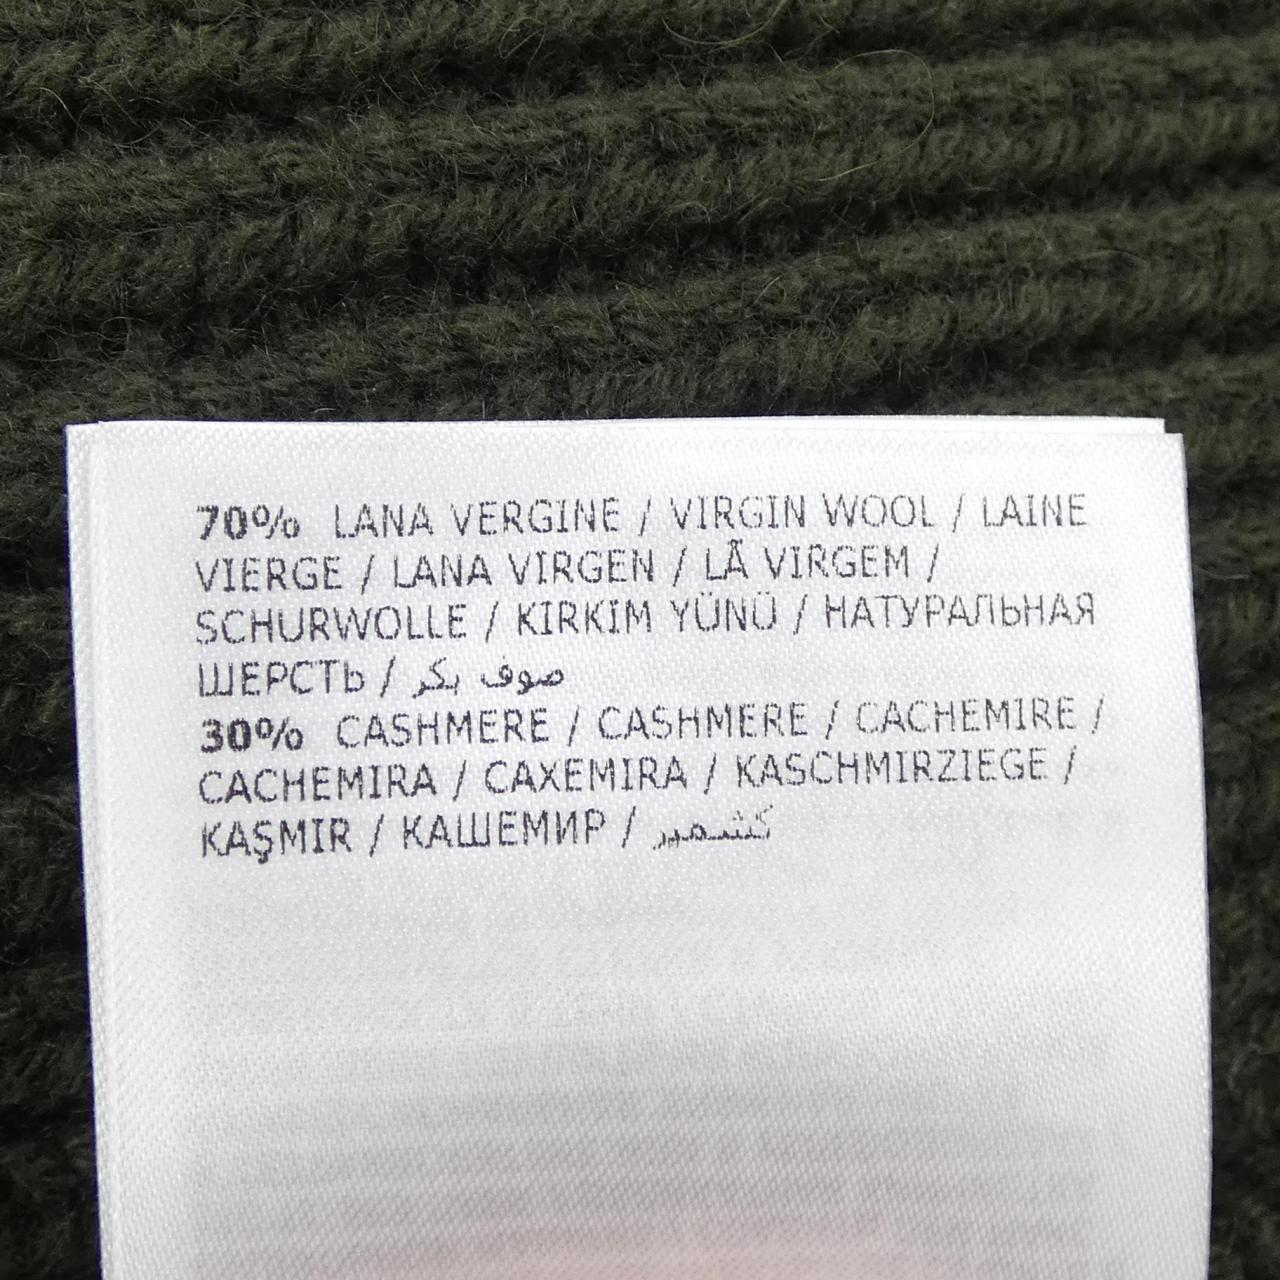 70% LANA VERGINE / VIRGIN WOOL / LAINE
VIERGE / LANA VIRGEN / LÃ VIRGEM /
SCHURWOLLE / KIRKIM YÜNÜ / НАТУРАЛЬНАЯ
ШЕРСТЬ / صوف بكر
30% CASHMERE / CASHMERE / CACHEMIRE /
CACHEMIRA / CAXEMIRA / KASCHMIRZIEGE /
KAŞMIR / КАШЕМИР / كشمير